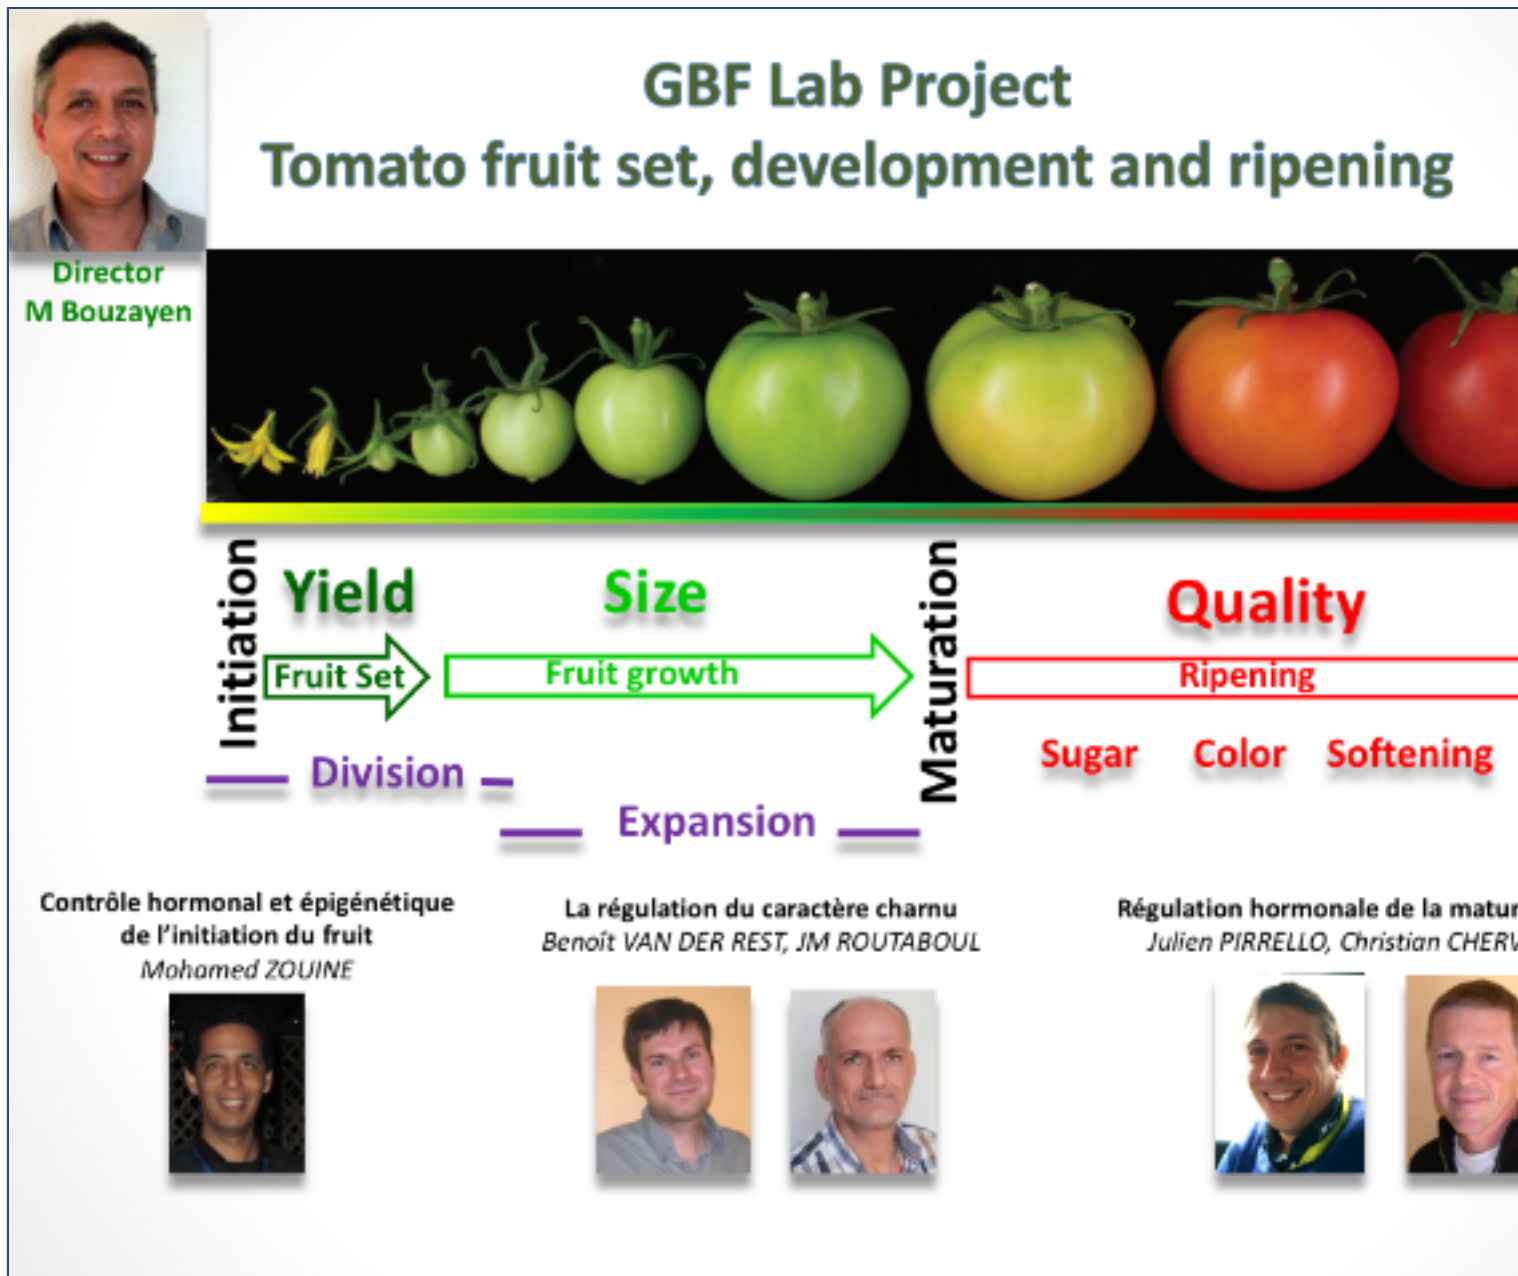 GBF Lab Project
Tomato fruit set, development and ripening
Director
M Bouzayen
Initiation
Yield
Fruit Set
Size
Fruit growth
Maturation
Quality
Ripening
Division
Expansion
Sugar Color Softening
Contrôle hormonal et épigénétique
de l'initiation du fruit
Mohamed ZOUINE
La régulation du caractère charnu
Benoît VAN DER REST, JM ROUTABOUL
Régulation hormonale de la
Julien PIRRELLO, Christian